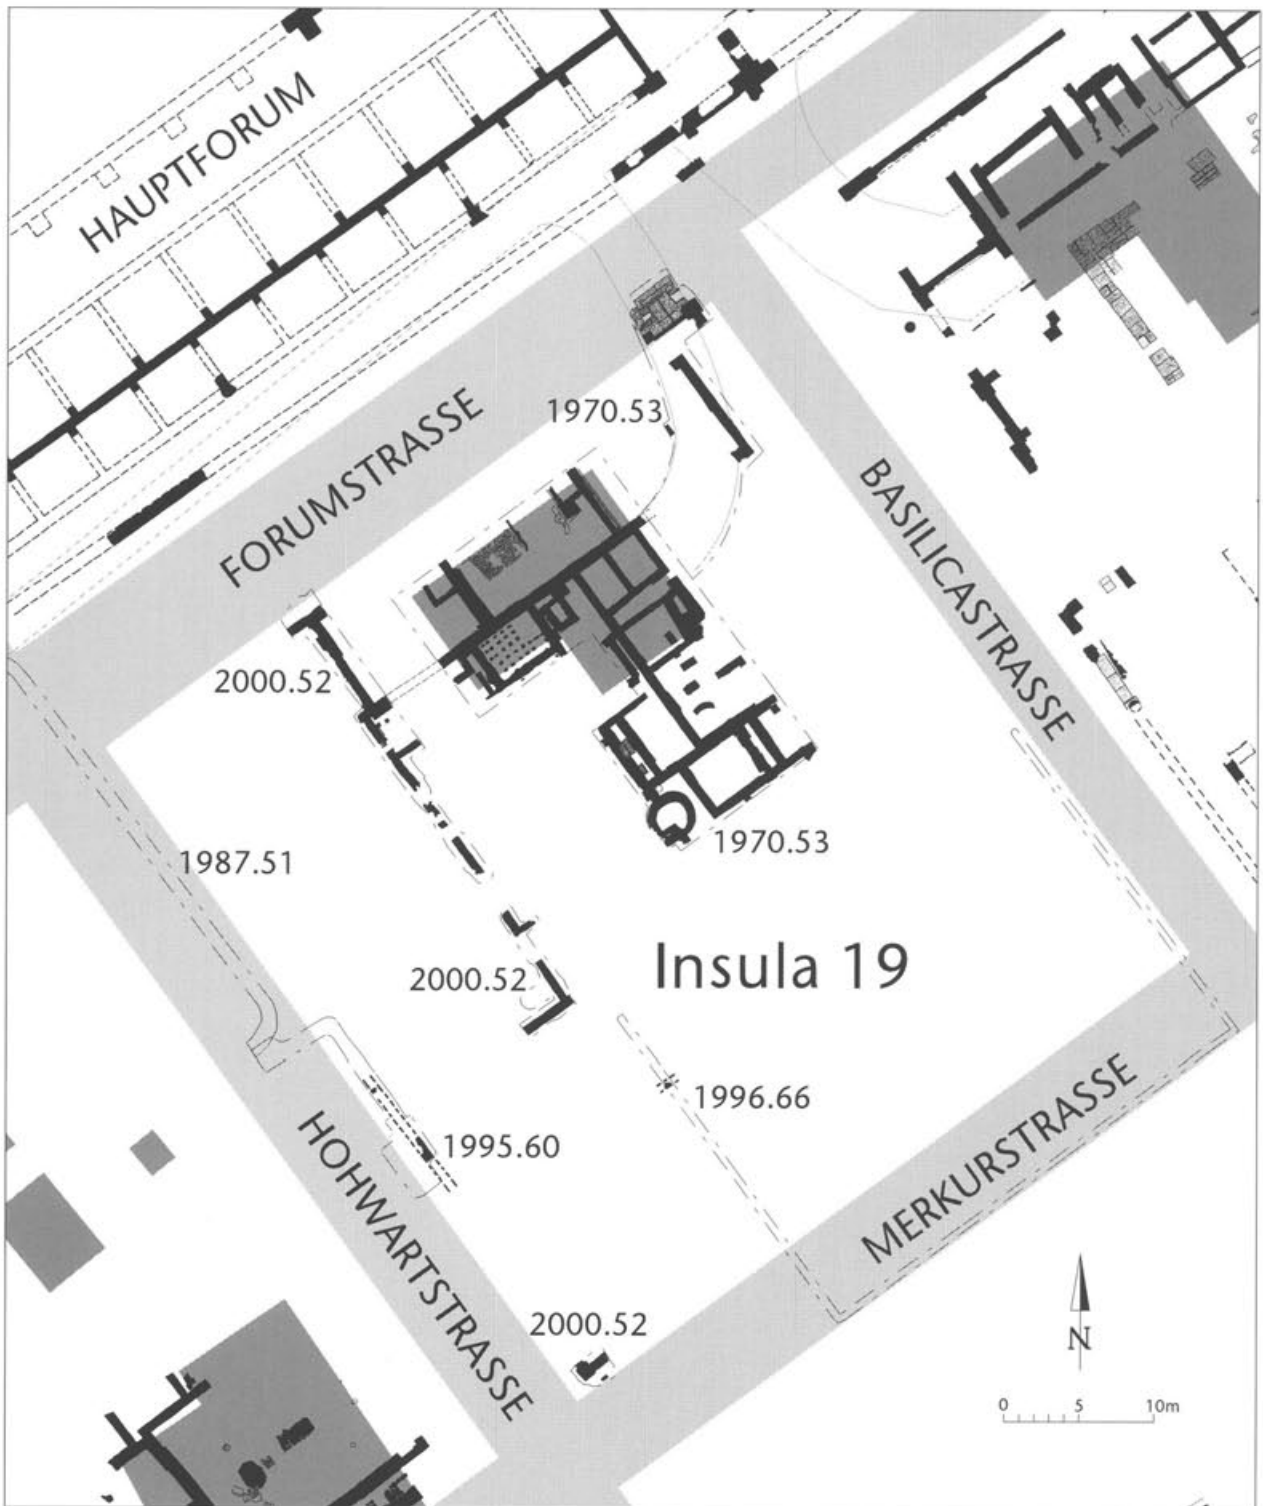 HAUPTFORUM
1970.53
FORUMSTRASSE
BASILICASTRASSE
2000.52
1987.51
1970.53
Insula 19
2000.52
1996.66
1995.60
HOHWARTSTRASSE
MERKURSTRASSE
2000.52
N
0 5 10m